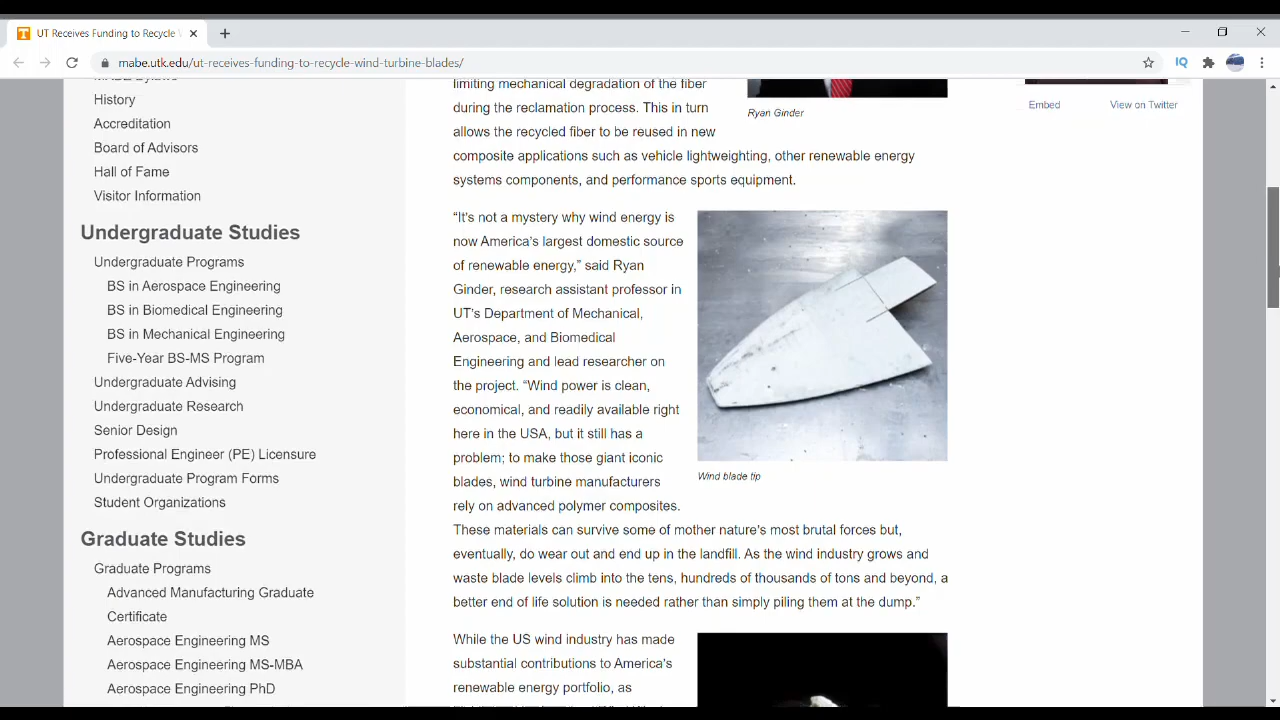 UT Receives Funding to Recycle W
mabe.utk.edu/ut-receives-funding-to-recycle-wind-turbine-blades/
IQ
History
Accreditation
Board of Advisors
Hall of Fame
Visitor Information
Undergraduate Studies
Undergraduate Programs
BS in Aerospace Engineering
BS in Biomedical Engineering
BS in Mechanical Engineering
Five-Year BS-MS Program
Undergraduate Advising
Undergraduate Research
Senior Design
Professional Engineer (PE) Licensure
Undergraduate Program Forms
Student Organizations
Graduate Studies
Graduate Programs
Advanced Manufacturing Graduate
Certificate
Aerospace Engineering MS
Aerospace Engineering MS-MBA
Aerospace Engineering PhD
limiting mechanical degradation of the fiber
during the reclamation process. This in turn
allows the recycled fiber to be reused in new
composite applications such as vehicle lightweighting, other renewable energy
systems components, and performance sports equipment.
Ryan Ginder
“It’s not a mystery why wind energy is
now America’s largest domestic source
of renewable energy,” said Ryan
Ginder, research assistant professor in
UT’s Department of Mechanical,
Aerospace, and Biomedical
Engineering and lead researcher on
the project. “Wind power is clean,
economical, and readily available right
here in the USA, but it still has a
problem; to make those giant iconic
blades, wind turbine manufacturers
rely on advanced polymer composites.
These materials can survive some of mother nature’s most brutal forces but,
eventually, do wear out and end up in the landfill. As the wind industry grows and
waste blade levels climb into the tens, hundreds of thousands of tons and beyond, a
better end of life solution is needed rather than simply piling them at the dump.”
Wind blade tip
While the US wind industry has made
substantial contributions to America’s
renewable energy portfolio, as
Embed
View on Twitter